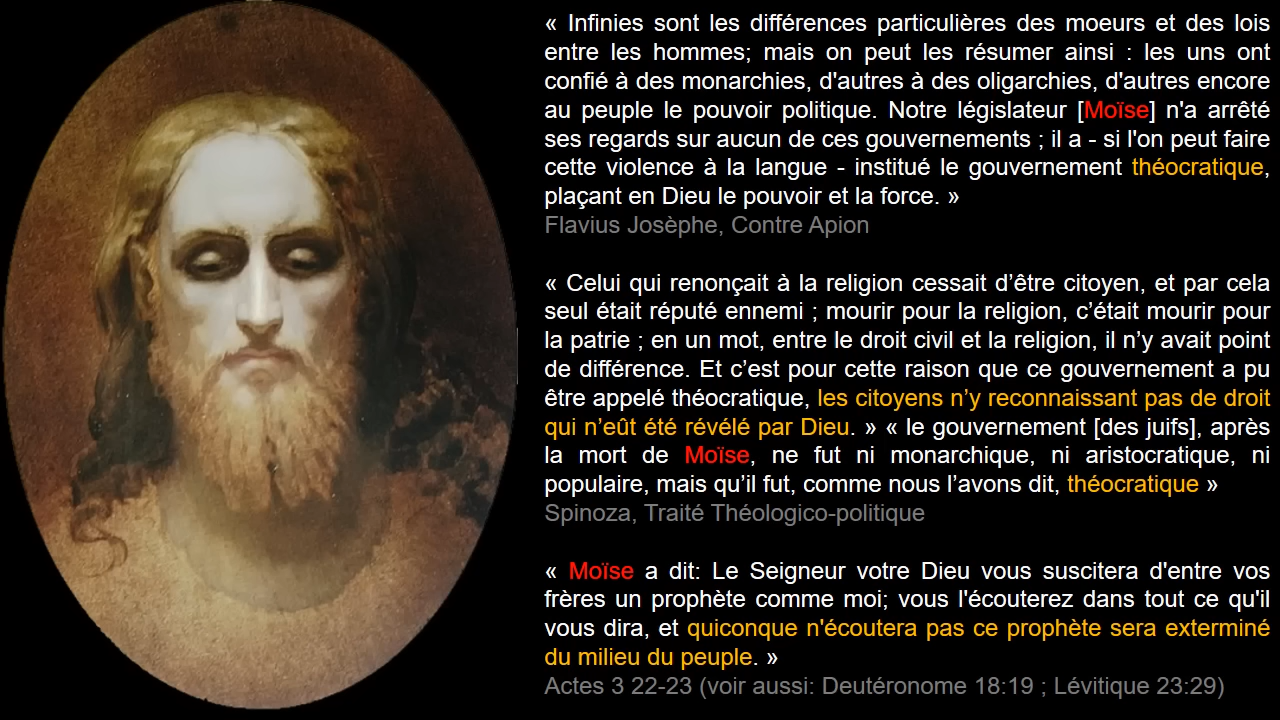 « Infinies sont les différences particulières des moeurs et des lois
entre les hommes; mais on peut les résumer ainsi : les uns ont
confié à des monarchies, d'autres à des oligarchies, d'autres encore
au peuple le pouvoir politique. Notre législateur [Moïse] n'a arrêté
ses regards sur aucun de ces gouvernements ; il a - si l'on peut faire
cette violence à la langue - institué le gouvernement théocratique,
plaçant en Dieu le pouvoir et la force. »
Flavius Josèphe, Contre Apion
« Celui qui renonçait à la religion cessait d’être citoyen, et par cela
seul était réputé ennemi ; mourir pour la religion, c’était mourir pour
la patrie ; en un mot, entre le droit civil et la religion, il n’y avait point
de différence. Et c’est pour cette raison que ce gouvernement a pu
être appelé théocratique, les citoyens n’y reconnaissant pas de droit
qui n’eût été révélé par Dieu. » « le gouvernement [des juifs], après
la mort de Moïse, ne fut ni monarchique, ni aristocratique, ni
populaire, mais qu’il fut, comme nous l’avons dit, théocratique »
Spinoza, Traité Théologico-politique
« Moïse a dit: Le Seigneur votre Dieu vous suscitera d'entre vos
frères un prophète comme moi; vous l'écouterez dans tout ce qu'il
vous dira, et quiconque n'écoutera pas ce prophète sera exterminé
du milieu du peuple. »
Actes 3 22-23 (voir aussi: Deutéronome 18:19 ; Lévitique 23:29)